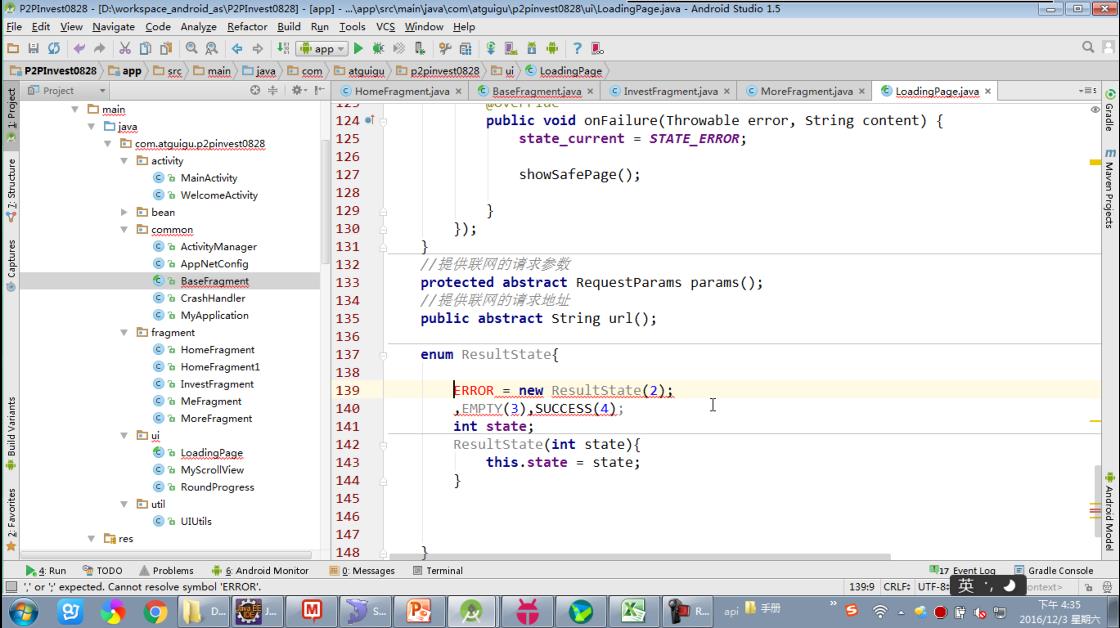 P2PInvest0828 - [D:\workspace_android_as\P2PInvest0828] - [app] - ...\app\src\main\java\com\atguigu\p2pinvest0828\ui\LoadingPage.java - Android Studio 1.5
File Edit View Navigate Code Analyze Refactor Build Run Tools VCS Window Help
app
P2PInvest0828 app src main java com atguigu p2pinvest0828 ui LoadingPage
Project
HomeFragment.java BaseFragment.java InvestFragment.java MoreFragment.java LoadingPage.java
1: Project
7: Structure
Captures
Build Variants
2: Favorites
main
java
com.atguigu.p2pinvest0828
activity
MainActivity
WelcomeActivity
bean
common
ActivityManager
AppNetConfig
BaseFragment
CrashHandler
MyApplication
fragment
HomeFragment
HomeFragment1
InvestFragment
MeFragment
MoreFragment
ui
LoadingPage
MyScrollView
RoundProgress
util
UIUtils
res
123 @Override
124 public void onFailure(Throwable error, String content) {
125 state_current = STATE_ERROR;
126
127 showSafePage();
128
129 }
130 });
131 }
132 //提供联网的请求参数
133 protected abstract RequestParams params();
134 //提供联网的请求地址
135 public abstract String url();
136
137 enum ResultState{
138
139 ERROR = new ResultState(2);
140 ,EMPTY(3),SUCCESS(4);
141 int state;
142 ResultState(int state){
143 this.state = state;
144 }
145
146
147
148 }
Gradle
Maven Projects
Android Model
4: Run TODO Problems 6: Android Monitor 0: Messages Terminal 17 Event Log Gradle Console
',' or ';' expected. Cannot resolve symbol 'ERROR'. 139:9 CRLF÷ UTF-8÷ 英 ntext>
D... J... S... R... api 手册 »
下午 4:35
2016/12/3 星期六